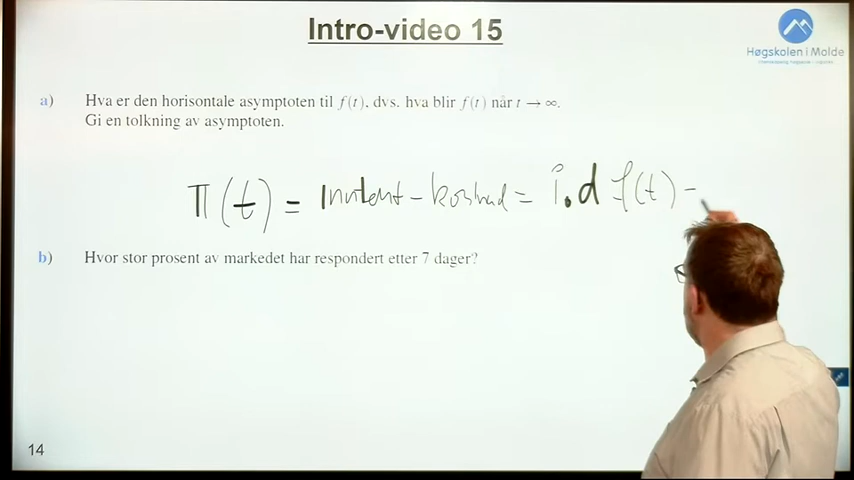 Intro-video 15
Høgskolen i Molde
a) Hva er den horisontale asymptoten til f(t), dvs. hva blir f(t) når t → ∞.
Gi en tolkning av asymptoten.
π(t) = inntekt - kostnad = i.d f(t) -
b) Hvor stor prosent av markedet har respondert etter 7 dager?
14